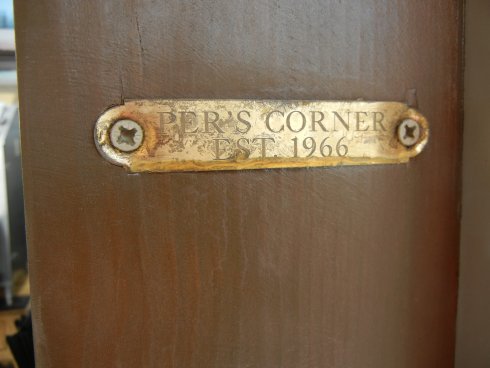 PER'S CORNER
EST. 1966